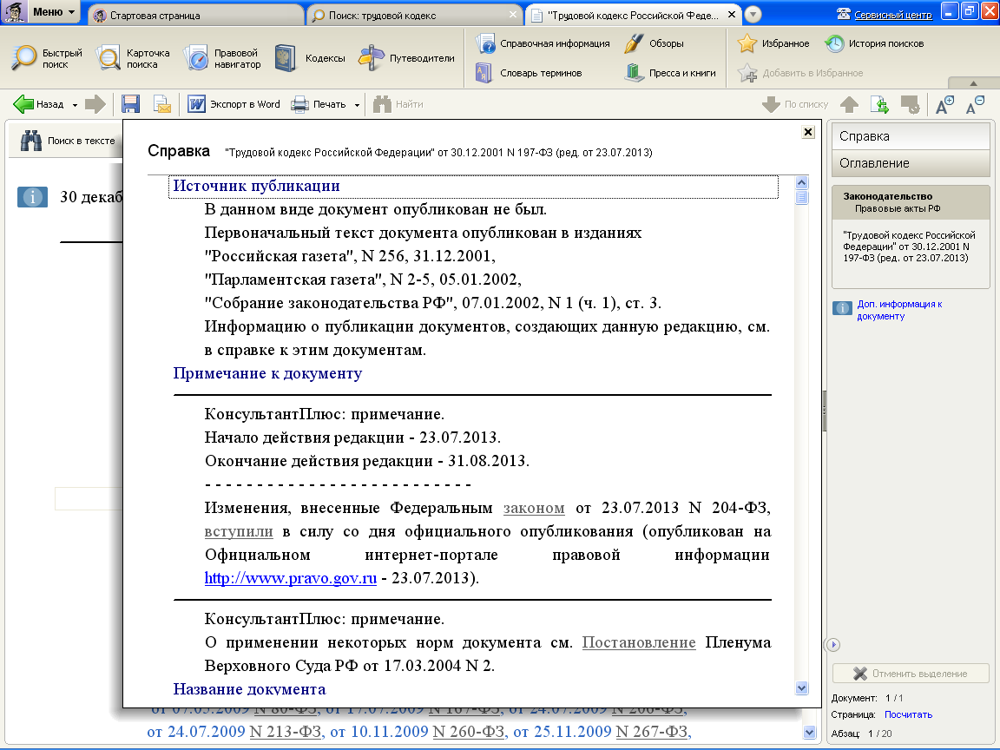 Меню
Стартовая страница
Поиск: трудовой кодекс
"Трудовой кодекс Российской Феде...
Сервисный центр
Быстрый поиск
Карточка поиска
Правовой навигатор
Кодексы
Путеводители
Справочная информация
Словарь терминов
Обзоры
Пресса и книги
Избранное
История поисков
Добавить в Избранное
Назад
Экспорт в Word
Печать
Найти
По списку
Поиск в тексте
30 декаб
Справка "Трудовой кодекс Российской Федерации" от 30.12.2001 N 197-ФЗ (ред. от 23.07.2013)
Источник публикации
В данном виде документ опубликован не был.
Первоначальный текст документа опубликован в изданиях
"Российская газета", N 256, 31.12.2001,
"Парламентская газета", N 2-5, 05.01.2002,
"Собрание законодательства РФ", 07.01.2002, N 1 (ч. 1), ст. 3.
Информацию о публикации документов, создающих данную редакцию, см.
в справке к этим документам.
Примечание к документу
КонсультантПлюс: примечание.
Начало действия редакции - 23.07.2013.
Окончание действия редакции - 31.08.2013.
- - - - - - - - - - - - - - - - - - - - - - - - - -
Изменения, внесенные Федеральным законом от 23.07.2013 N 204-ФЗ,
вступили в силу со дня официального опубликования (опубликован на
Официальном интернет-портале правовой информации
http://www.pravo.gov.ru - 23.07.2013).
КонсультантПлюс: примечание.
О применении некоторых норм документа см. Постановление Пленума
Верховного Суда РФ от 17.03.2004 N 2.
Название документа
от 07.05.2009 N 80-ФЗ, от 17.07.2009 N 167-ФЗ, от 24.07.2009 N 206-ФЗ,
от 24.07.2009 N 213-ФЗ, от 10.11.2009 N 260-ФЗ, от 25.11.2009 N 267-ФЗ,
Справка
Оглавление
Законодательство
Правовые акты РФ
"Трудовой кодекс Российской
Федерации" от 30.12.2001 N
197-ФЗ (ред. от 23.07.2013)
Доп. информация к
документу
Отменить выделение
Документ: 1 / 1
Страница: Посчитать
Абзац: 1 / 20